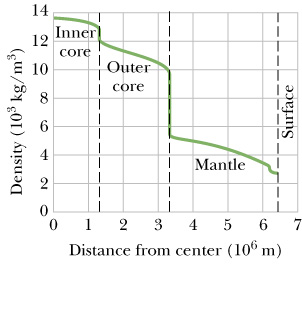 14
12
10
8
6
4
2
0
Density (10³ kg/m³)
Inner
core
Outer
core
Mantle
Surface
0 1 2 3 4 5 6 7
Distance from center (10⁶ m)